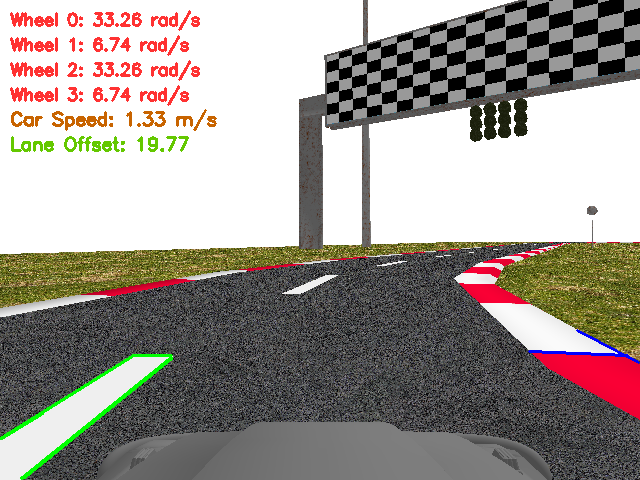 Wheel 0: 33.26 rad/s
Wheel 1: 6.74 rad/s
Wheel 2: 33.26 rad/s
Wheel 3: 6.74 rad/s
Car Speed: 1.33 m/s
Lane Offset: 19.77